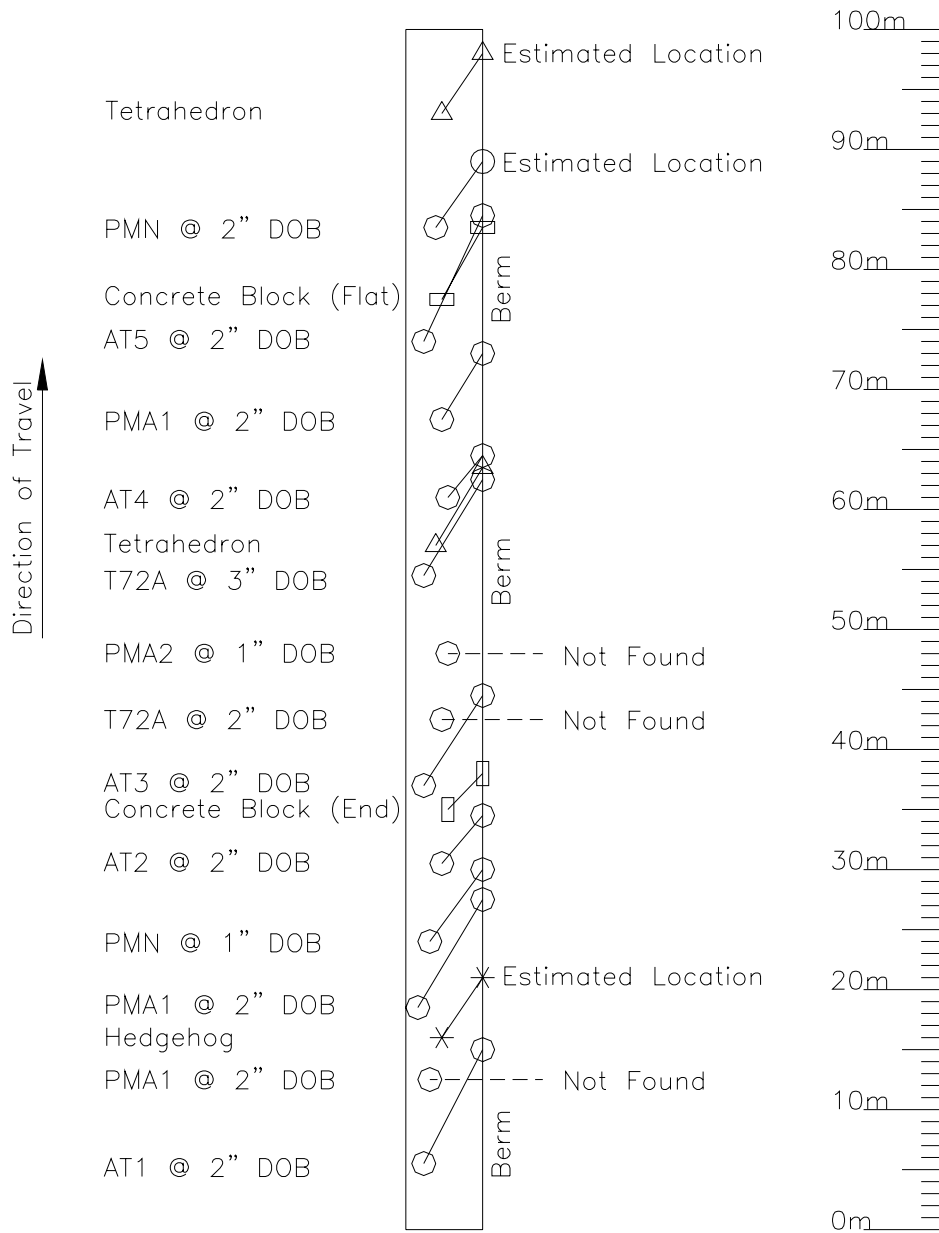 100m
Estimated Location
Tetrahedron
90m
Estimated Location
PMN @ 2" DOB
80m
Berm
Concrete Block (Flat)
AT5 @ 2" DOB
Direction of Travel
70m
PMA1 @ 2" DOB
AT4 @ 2" DOB
60m
Tetrahedron
Berm
T72A @ 3" DOB
50m
PMA2 @ 1" DOB
Not Found
T72A @ 2" DOB
Not Found
40m
AT3 @ 2" DOB
Concrete Block (End)
AT2 @ 2" DOB
30m
PMN @ 1" DOB
Estimated Location
20m
PMA1 @ 2" DOB
Hedgehog
PMA1 @ 2" DOB
Not Found
10m
Berm
AT1 @ 2" DOB
0m